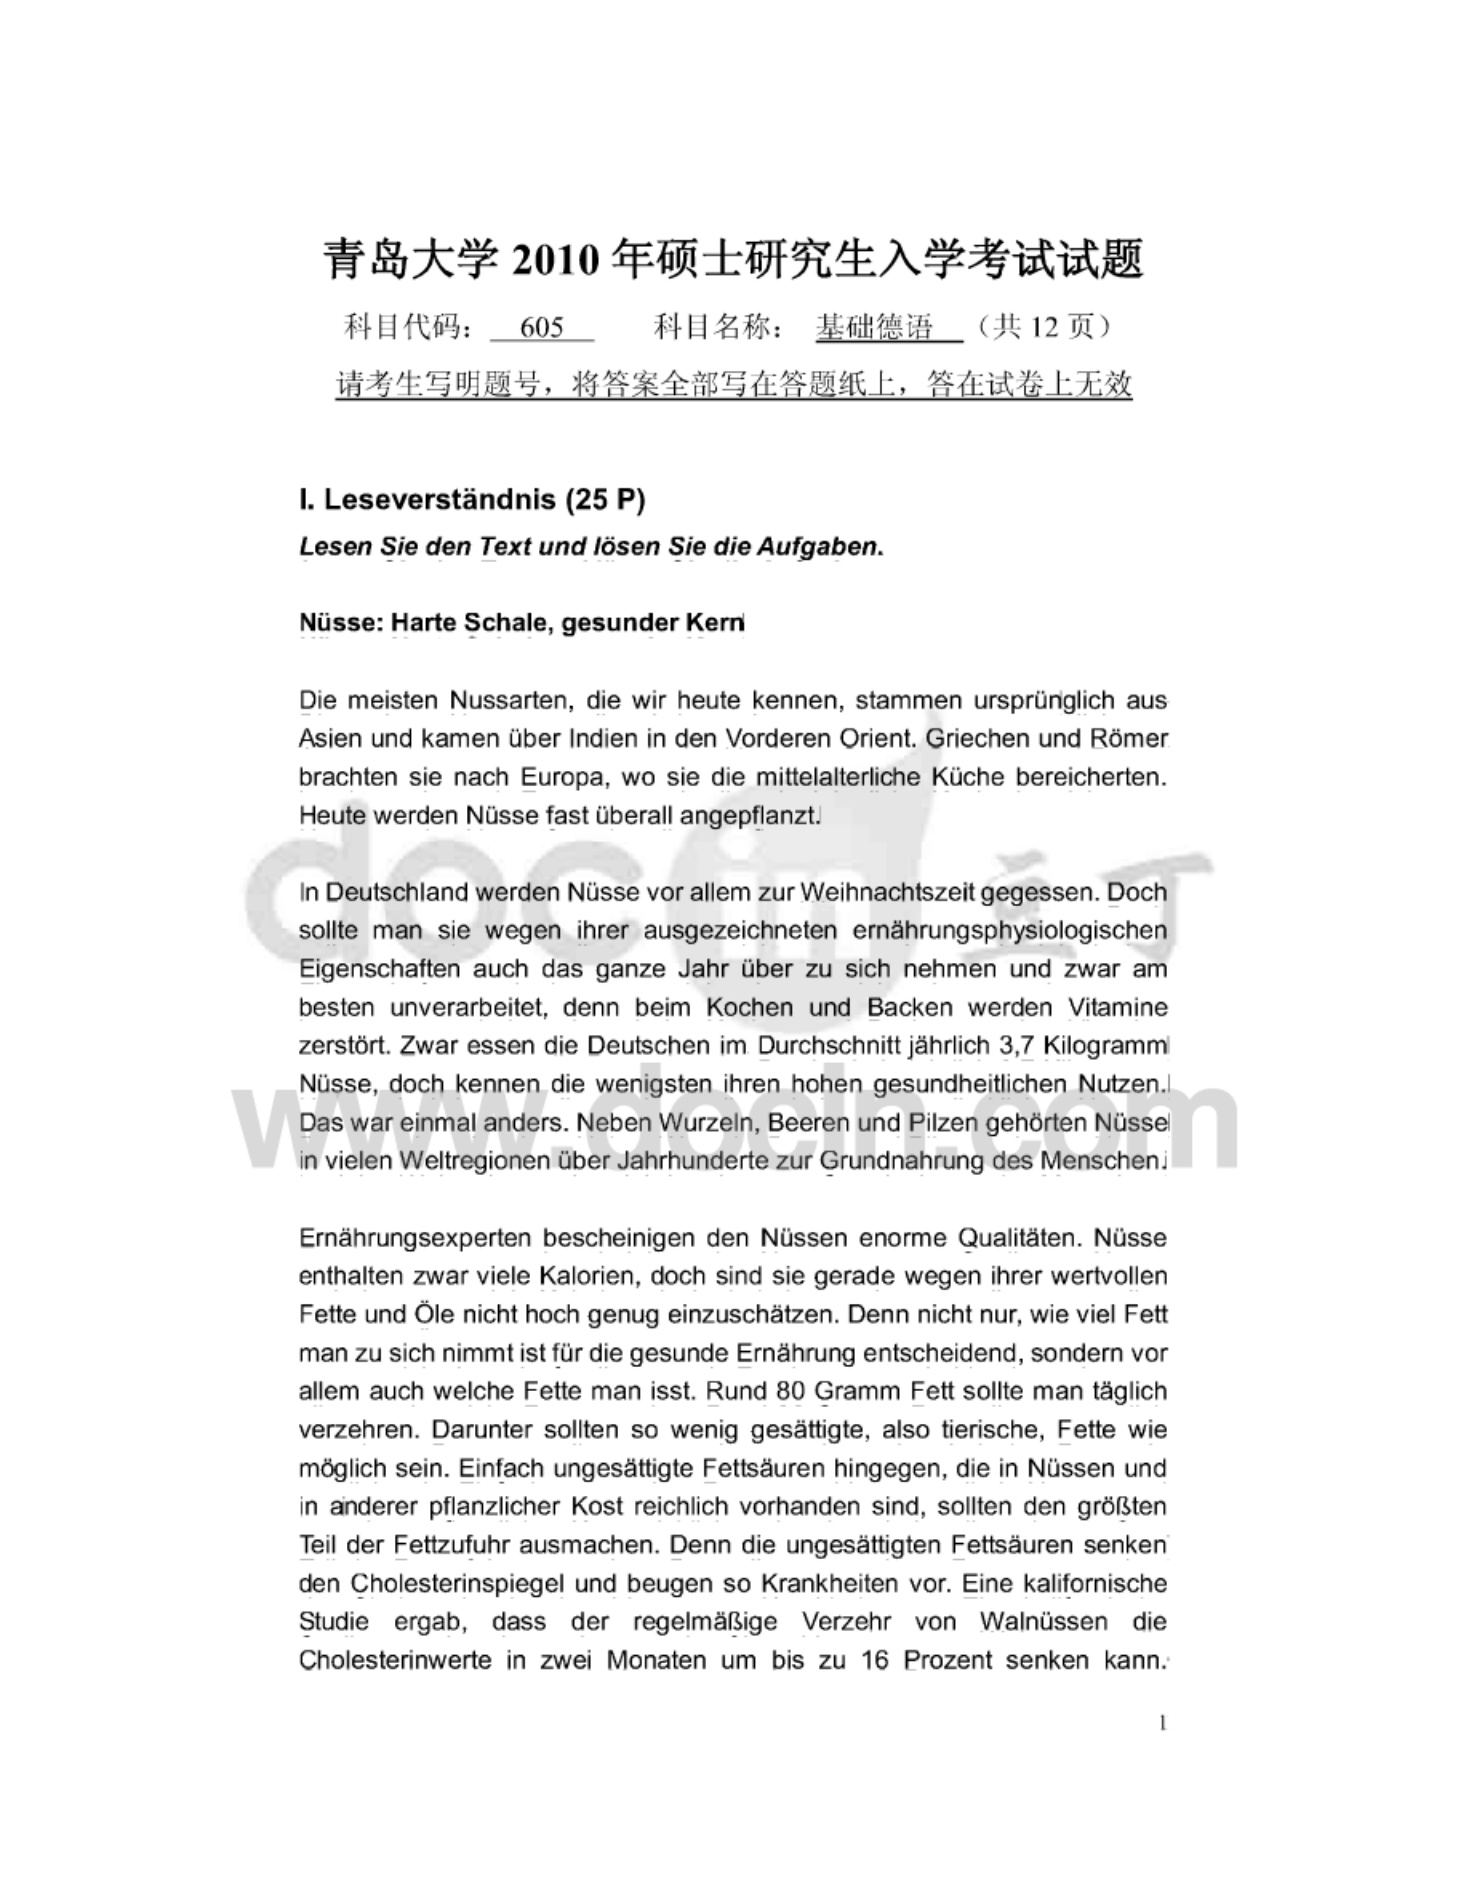 青岛大学 2010 年硕士研究生入学考试试题
科目代码： 605 科目名称： 基础德语 （共 12 页）
请考生写明题号，将答案全部写在答题纸上，答在试卷上无效
I. Leseverständnis (25 P)
Lesen Sie den Text und lösen Sie die Aufgaben.
Nüsse: Harte Schale, gesunder Kern
Die meisten Nussarten, die wir heute kennen, stammen ursprünglich aus
Asien und kamen über Indien in den Vorderen Orient. Griechen und Römer
brachten sie nach Europa, wo sie die mittelalterliche Küche bereicherten.
Heute werden Nüsse fast überall angepflanzt.
In Deutschland werden Nüsse vor allem zur Weihnachtszeit gegessen. Doch
sollte man sie wegen ihrer ausgezeichneten ernährungsphysiologischen
Eigenschaften auch das ganze Jahr über zu sich nehmen und zwar am
besten unverarbeitet, denn beim Kochen und Backen werden Vitamine
zerstört. Zwar essen die Deutschen im Durchschnitt jährlich 3,7 Kilogramm
Nüsse, doch kennen die wenigsten ihren hohen gesundheitlichen Nutzen.
Das war einmal anders. Neben Wurzeln, Beeren und Pilzen gehörten Nüsse
in vielen Weltregionen über Jahrhunderte zur Grundnahrung des Menschen.
Ernährungsexperten bescheinigen den Nüssen enorme Qualitäten. Nüsse
enthalten zwar viele Kalorien, doch sind sie gerade wegen ihrer wertvollen
Fette und Öle nicht hoch genug einzuschätzen. Denn nicht nur, wie viel Fett
man zu sich nimmt ist für die gesunde Ernährung entscheidend, sondern vor
allem auch welche Fette man isst. Rund 80 Gramm Fett sollte man täglich
verzehren. Darunter sollten so wenig gesättigte, also tierische, Fette wie
möglich sein. Einfach ungesättigte Fettsäuren hingegen, die in Nüssen und
in anderer pflanzlicher Kost reichlich vorhanden sind, sollten den größten
Teil der Fettzufuhr ausmachen. Denn die ungesättigten Fettsäuren senken
den Cholesterinspiegel und beugen so Krankheiten vor. Eine kalifornische
Studie ergab, dass der regelmäßige Verzehr von Walnüssen die
Cholesterinwerte in zwei Monaten um bis zu 16 Prozent senken kann.
1
docin 豆丁
www.docin.com